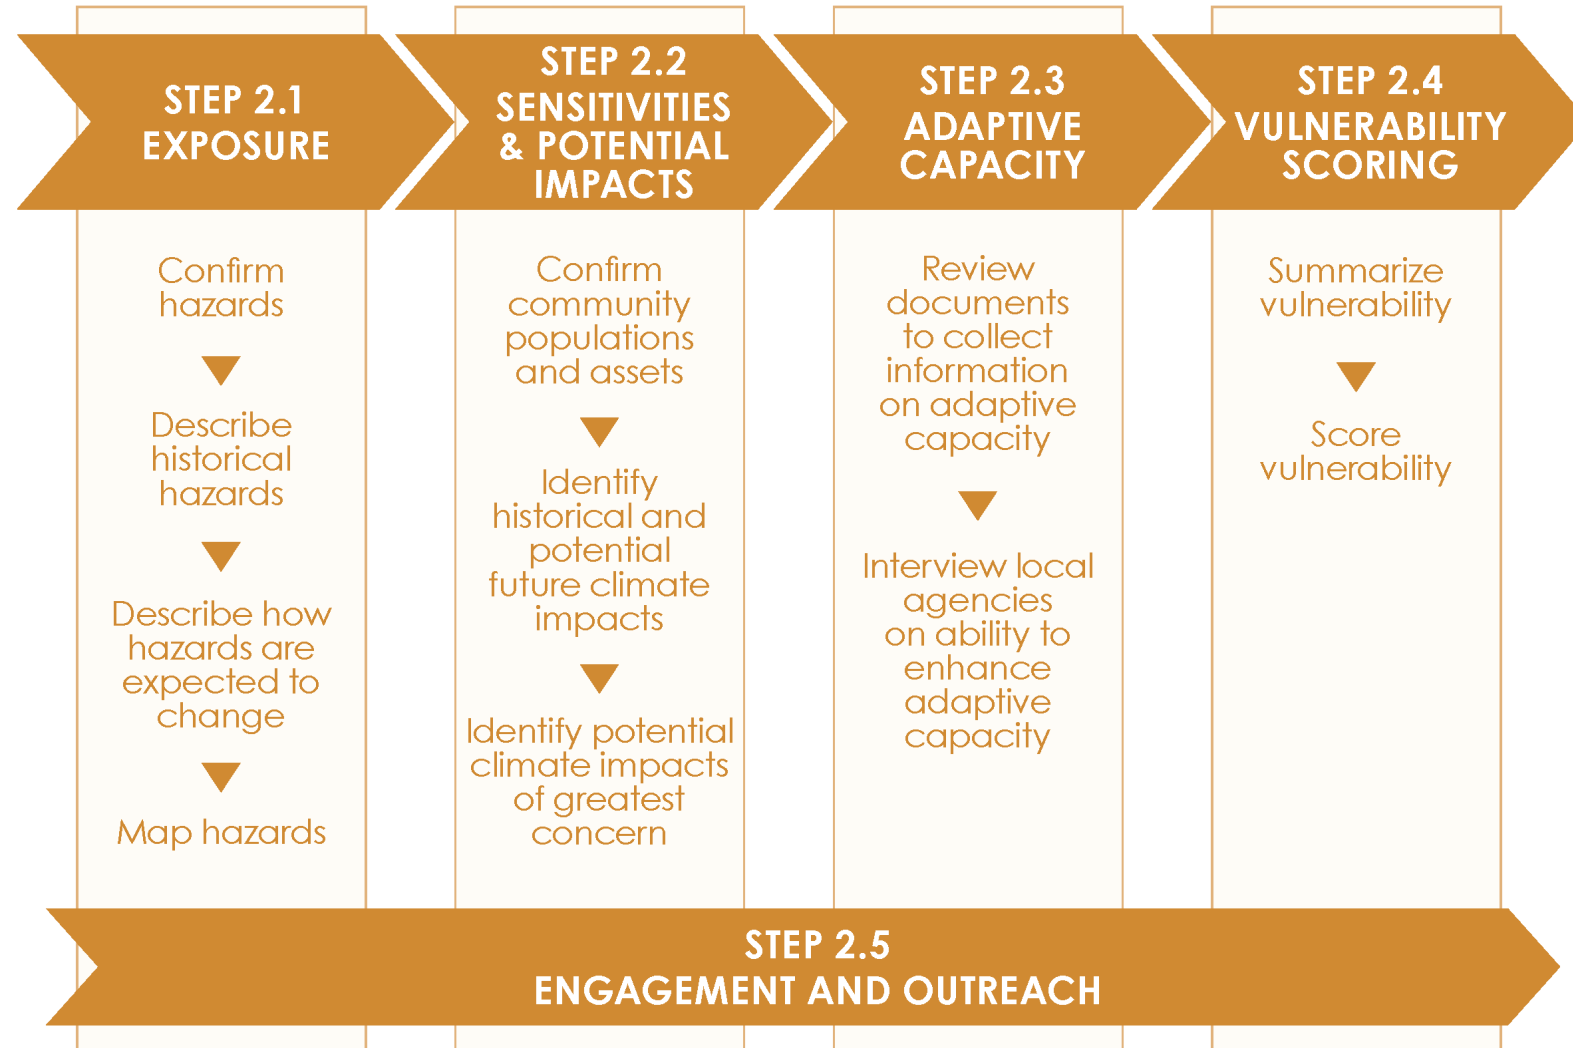 STEP 2.1
EXPOSURE
Confirm
hazards
Describe
historical
hazards
Describe how
hazards are
expected to
change
Map hazards
STEP 2.2
SENSITIVITIES
& POTENTIAL
IMPACTS
Confirm
community
populations
and assets
Identify
historical and
potential
future climate
impacts
Identify potential
climate impacts
of greatest
concern
STEP 2.3
ADAPTIVE
CAPACITY
Review
documents
to collect
information
on adaptive
capacity
Interview local
agencies
on ability to
enhance
adaptive
capacity
STEP 2.4
VULNERABILITY
SCORING
Summarize
vulnerability
Score
vulnerability
STEP 2.5
ENGAGEMENT AND OUTREACH